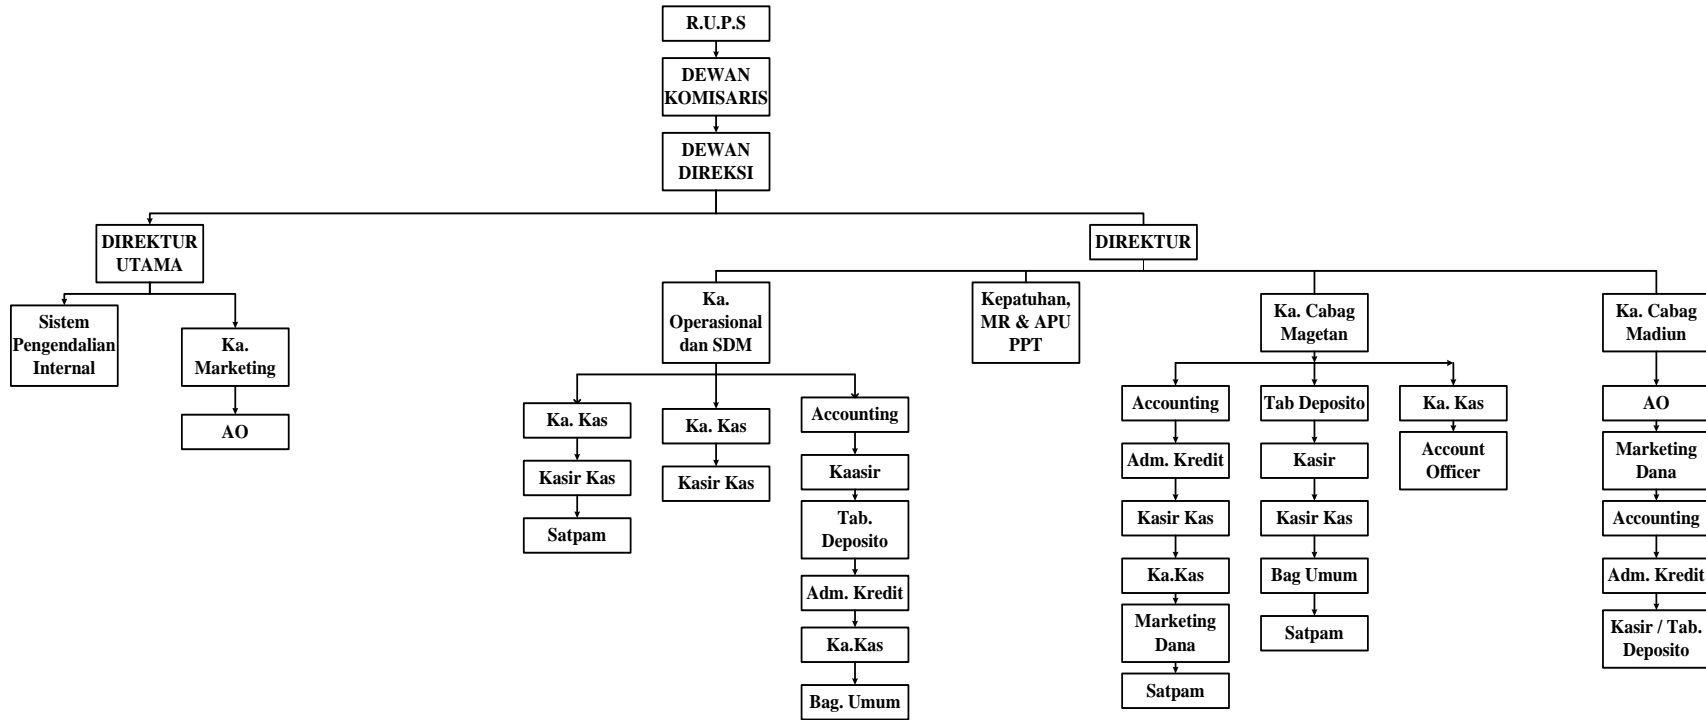 R.U.P.S
DEWAN
KOMISARIS
DEWAN
DIREKSI
DIREKTUR
UTAMA
DIREKTUR
Sistem
Pengendalian
Internal
Ka.
Marketing
AO
Ka.
Operasional
dan SDM
Kepatuhan,
MR & APU
PPT
Ka. Cabag
Magetan
Ka. Cabag
Madiun
Ka. Kas
Kasir Kas
Satpam
Ka. Kas
Kasir Kas
Accounting
Kaasir
Tab.
Deposito
Adm. Kredit
Ka.Kas
Bag. Umum
Accounting
Adm. Kredit
Kasir Kas
Ka.Kas
Marketing
Dana
Satpam
Tab Deposito
Kasir
Kasir Kas
Bag Umum
Satpam
Ka. Kas
Account
Officer
AO
Marketing
Dana
Accounting
Adm. Kredit
Kasir / Tab.
Deposito